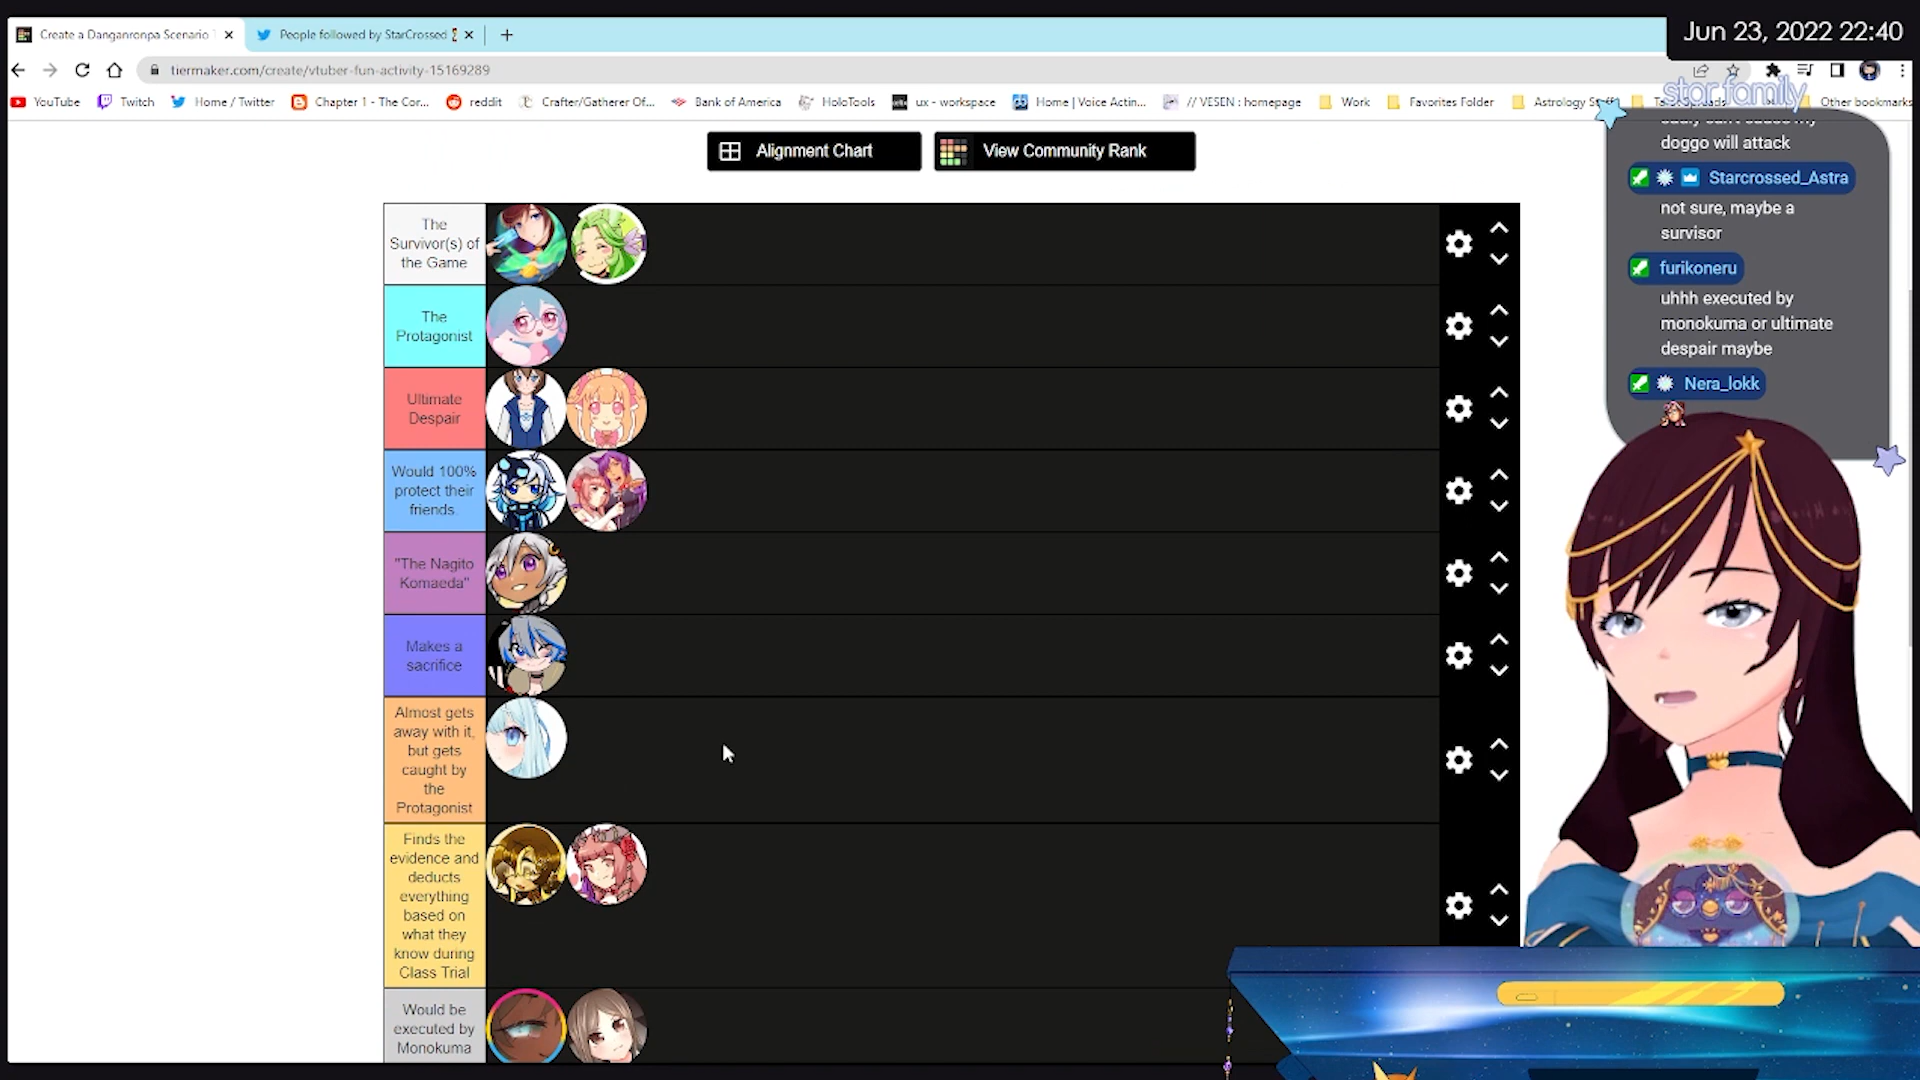 Create a Danganronpa Scenario T
People followed by StarCrossed
Jun 23, 2022 22:40
tiermaker.com/create/vtuber-fun-activity-15169289
YouTube
Twitch
Home / Twitter
Chapter 1 - The Cor...
reddit
Crafter/Gatherer Of...
Bank of America
HoloTools
ux - workspace
Home | Voice Actin...
// VESEN : homepage
Work
Favorites Folder
Astrology Stuff
Other bookmarks
star family
doggo will attack
Starcrossed_Astra
not sure, maybe a
survisor
furikoneru
uhhh executed by
monokuma or ultimate
despair maybe
Nera_lokk
Alignment Chart
View Community Rank
The
Survivor(s) of
the Game
The
Protagonist
Ultimate
Despair
Would 100%
protect their
friends.
"The Nagito
Komaeda"
Makes a
sacrifice
Almost gets
away with it,
but gets
caught by
the
Protagonist
Finds the
evidence and
deducts
everything
based on
what they
know during
Class Trial
Would be
executed by
Monokuma